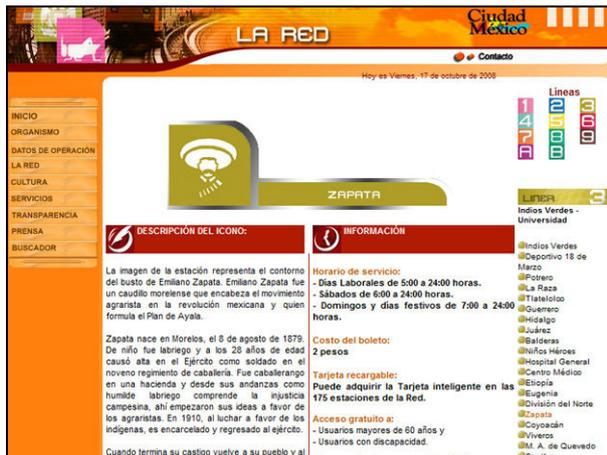 LA RED
Ciudad
México
Contacto
Hoy es Viernes, 17 de octubre de 2008
INICIO
ORGANISMO
DATOS DE OPERACIÓN
LA RED
CULTURA
SERVICIOS
TRANSPARENCIA
PRENSA
BUSCADOR
ZAPATA
DESCRIPCIÓN DEL ICONO:
La imagen de la estación representa el contorno
del busto de Emiliano Zapata. Emiliano Zapata fue
un caudillo morelense que encabeza el movimiento
agrarista en la revolución mexicana y quien
formula el Plan de Ayala.
Zapata nace en Morelos, el 8 de agosto de 1879.
De niño fue labriego y a los 28 años de edad
causó alta en el Ejército como soldado en el
noveno regimiento de caballería. Fue caballerango
en una hacienda y desde sus andanzas como
humilde labriego comprende la injusticia
campesina, ahí empezaron sus ideas a favor de
los agraristas. En 1910, al luchar a favor de los
indígenas, es encarcelado y regresado al ejército.
Cuando termina su castigo vuelve a su pueblo y al
INFORMACIÓN
Horario de servicio:
- Días Laborales de 5:00 a 24:00 horas.
- Sábados de 6:00 a 24:00 horas.
- Domingos y días festivos de 7:00 a 24:00
horas.
Costo del boleto:
2 pesos
Tarjeta recargable:
Puede adquirir la Tarjeta inteligente en las
175 estaciones de la Red.
Acceso gratuito a:
- Usuarios mayores de 60 años y
- Usuarios con discapacidad.
Lineas
1 2 3
4 5 6
7 8 9
A B
LINEA 3
Indios Verdes -
Universidad
Indios Verdes
Deportivo 18 de
Marzo
Potrero
La Raza
Tlatelolco
Guerrero
Hidalgo
Juárez
Balderas
Niños Héroes
Hospital General
Centro Médico
Etiopía
Eugenia
División del Norte
Zapata
Coyoacán
Viveros
M. A. de Quevedo